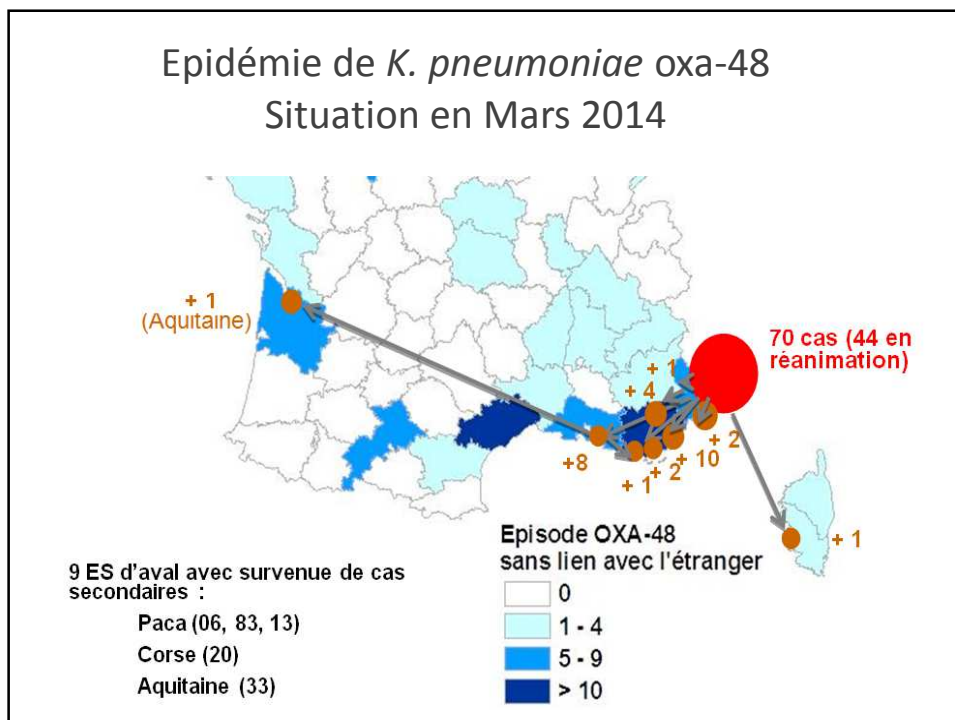 Epidémie de K. pneumoniae oxa-48
Situation en Mars 2014
+ 1
(Aquitaine)
70 cas (44 en
réanimation)
+ 1
+ 4
+8
+ 1
+ 2
+ 10
+ 2
+ 1
Episode OXA-48
sans lien avec l'étranger
0
1 - 4
5 - 9
> 10
9 ES d'aval avec survenue de cas
secondaires :
Paca (06, 83, 13)
Corse (20)
Aquitaine (33)